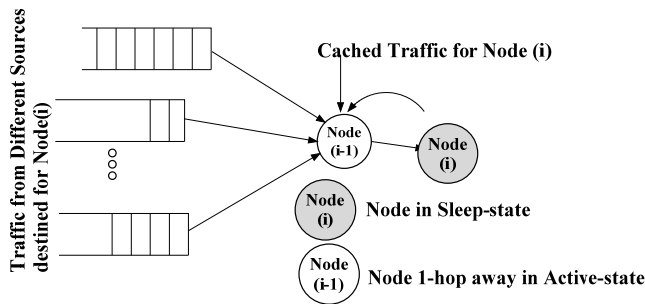 Traffic from Different Sources
destined for Node(i)
Cached Traffic for Node (i)
Node
(i-1)
Node
(i)
Node
(i)
Node in Sleep-state
Node
(i-1)
Node 1-hop away in Active-state